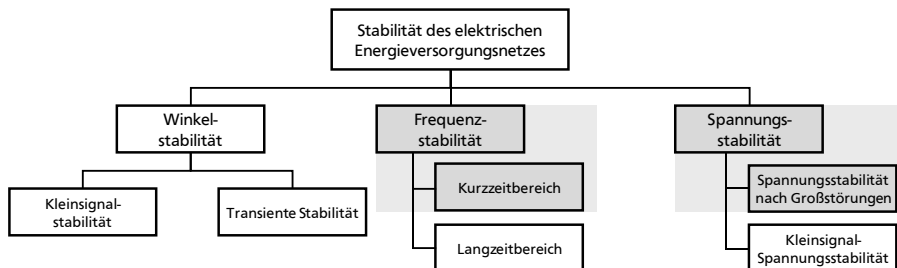 Stabilität des elektrischen
Energieversorgungsnetzes
Winkel-
stabilität
Frequenz-
stabilität
Spannungs-
stabilität
Kleinsignal-
stabilität
Transiente Stabilität
Kurzzeitbereich
Langzeitbereich
Spannungsstabilität
nach Großstörungen
Kleinsignal-
Spannungsstabilität